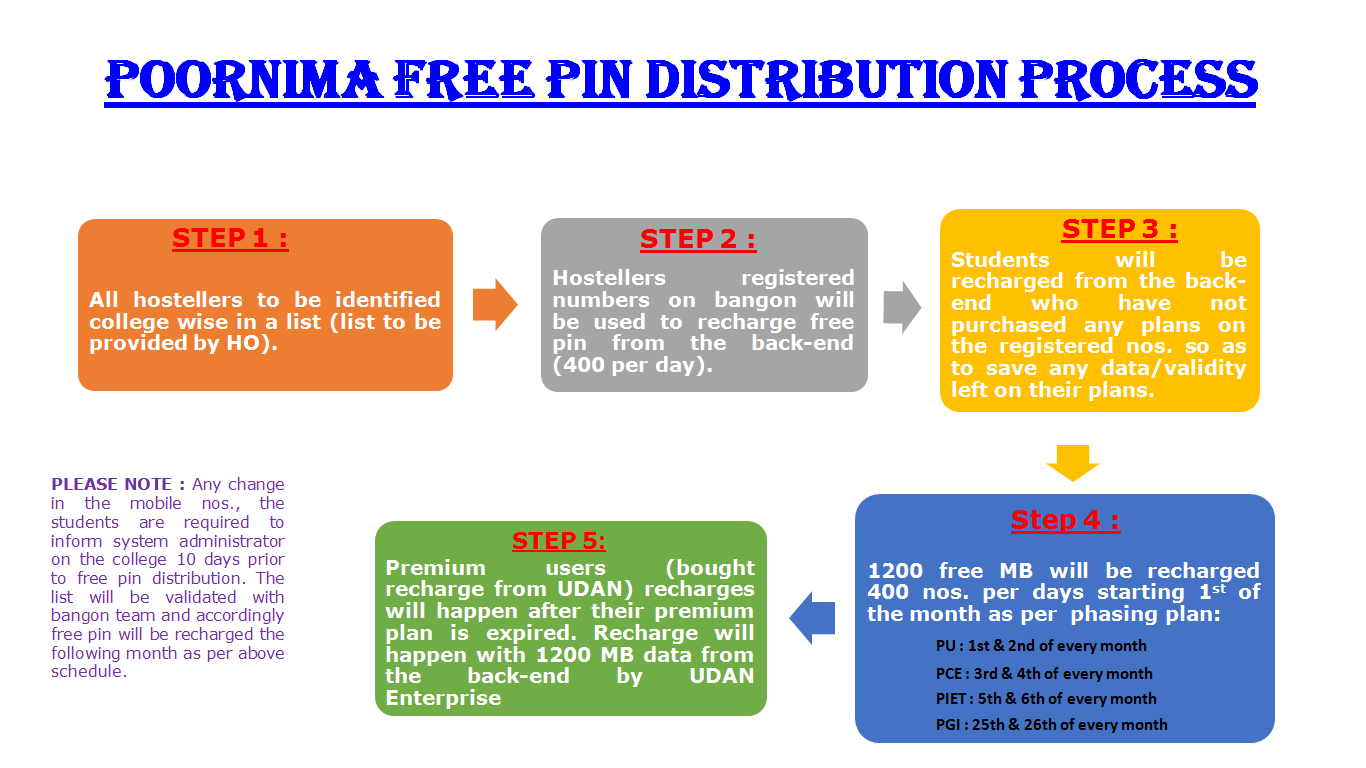 POORNIMA FREE PIN DISTRIBUTION PROCESS
STEP 1 :
All hostellers to be identified
college wise in a list (list to be
provided by HO).
STEP 2 :
Hostellers registered
numbers on bangon will
be used to recharge free
pin from the back-end
(400 per day).
STEP 3 :
Students will be
recharged from the back-
end who have not
purchased any plans on
the registered nos. so as
to save any data/validity
left on their plans.
Step 4 :
1200 free MB will be recharged
400 nos. per days starting 1st of
the month as per phasing plan:
PU : 1st & 2nd of every month
PCE : 3rd & 4th of every month
PIET : 5th & 6th of every month
PGI : 25th & 26th of every month
STEP 5:
Premium users (bought
recharge from UDAN) recharges
will happen after their premium
plan is expired. Recharge will
happen with 1200 MB data from
the back-end by UDAN
Enterprise
PLEASE NOTE : Any change
in the mobile nos., the
students are required to
inform system administrator
on the college 10 days prior
to free pin distribution. The
list will be validated with
bangon team and accordingly
free pin will be recharged the
following month as per above
schedule.